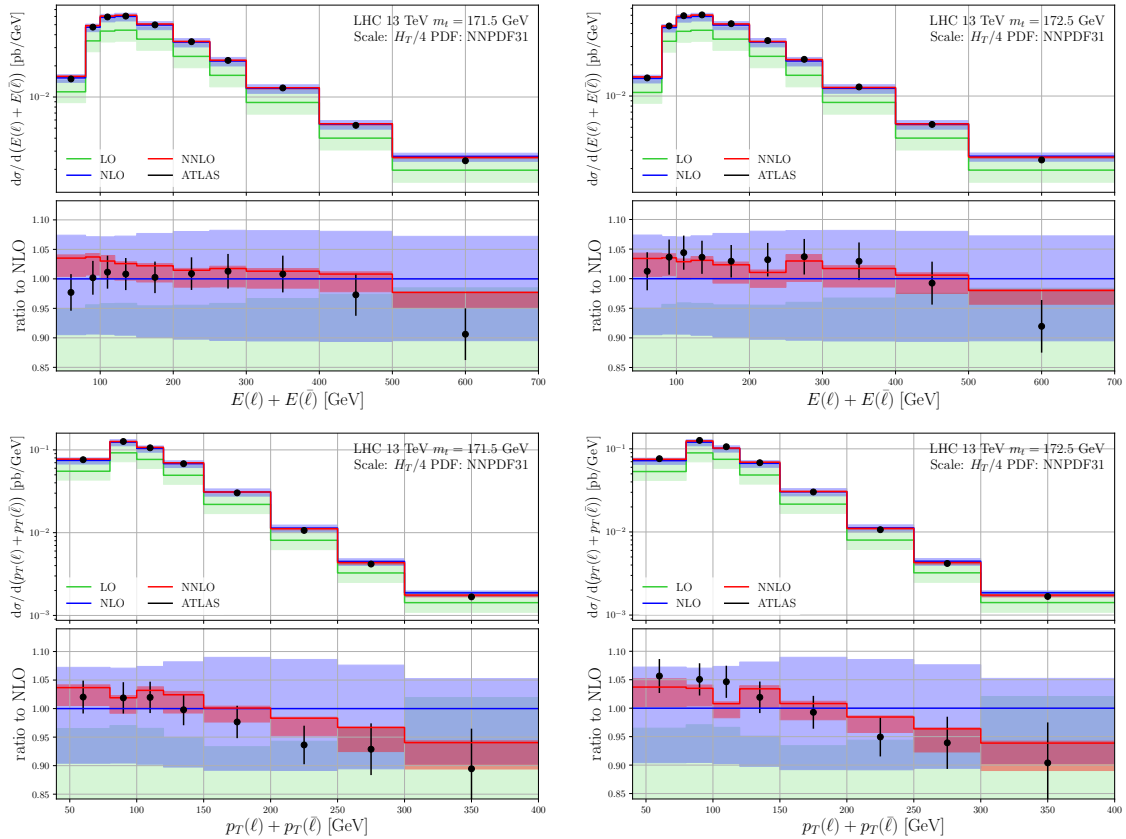 LHC 13 TeV m_t = 171.5 GeV
Scale: H_T/4 PDF: NNPDF31
dσ/d(E(ℓ) + E(ℓ̄)) [pb/GeV]
10⁻²
LO NNLO
NLO ATLAS
ratio to NLO
1.10
1.05
1.00
0.95
0.90
0.85
100 200 300 400 500 600 700
E(ℓ) + E(ℓ̄) [GeV]
LHC 13 TeV m_t = 172.5 GeV
Scale: H_T/4 PDF: NNPDF31
dσ/d(E(ℓ) + E(ℓ̄)) [pb/GeV]
10⁻²
LO NNLO
NLO ATLAS
ratio to NLO
1.10
1.05
1.00
0.95
0.90
0.85
100 200 300 400 500 600 700
E(ℓ) + E(ℓ̄) [GeV]
LHC 13 TeV m_t = 171.5 GeV
Scale: H_T/4 PDF: NNPDF31
dσ/d(p_T(ℓ) + p_T(ℓ̄)) [pb/GeV]
10⁻¹
10⁻²
10⁻³
LO NNLO
NLO ATLAS
ratio to NLO
1.10
1.05
1.00
0.95
0.90
0.85
50 100 150 200 250 300 350 400
p_T(ℓ) + p_T(ℓ̄) [GeV]
LHC 13 TeV m_t = 172.5 GeV
Scale: H_T/4 PDF: NNPDF31
dσ/d(p_T(ℓ) + p_T(ℓ̄)) [pb/GeV]
10⁻¹
10⁻²
10⁻³
LO NNLO
NLO ATLAS
ratio to NLO
1.10
1.05
1.00
0.95
0.90
0.85
50 100 150 200 250 300 350 400
p_T(ℓ) + p_T(ℓ̄) [GeV]